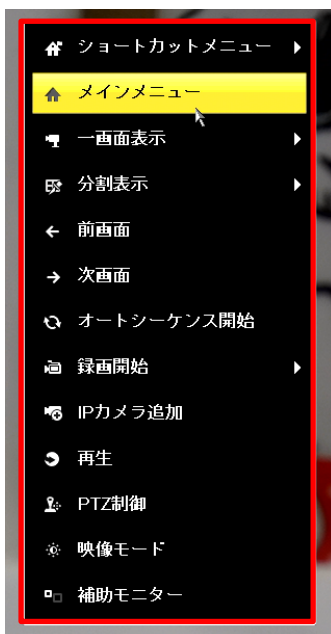 ショートカットメニュー
メインメニュー
一画面表示
分割表示
前画面
次画面
オートシーケンス開始
録画開始
IPカメラ追加
再生
PTZ制御
映像モード
補助モニター